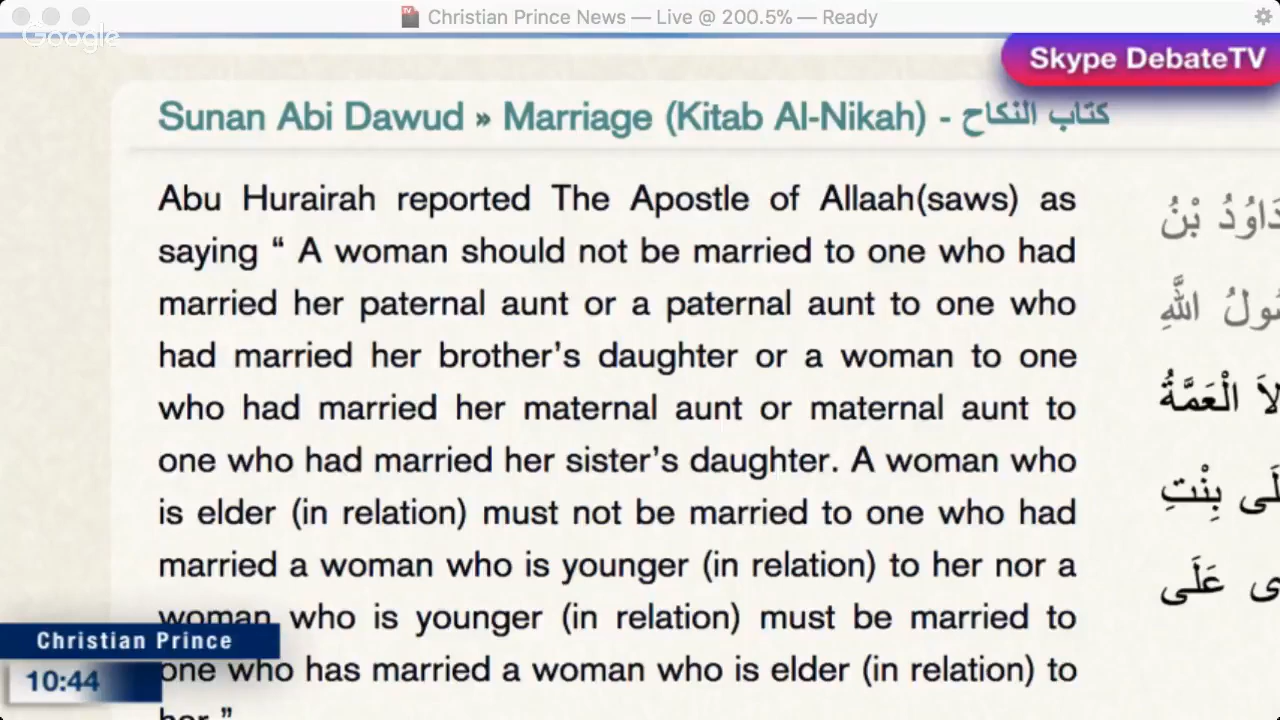 Christian Prince News — Live @ 200.5% — Ready
Google
Skype DebateTV
Sunan Abi Dawud » Marriage (Kitab Al-Nikah) - كتاب النكاح
Abu Hurairah reported The Apostle of Allaah(saws) as
saying “ A woman should not be married to one who had
married her paternal aunt or a paternal aunt to one who
had married her brother’s daughter or a woman to one
who had married her maternal aunt or maternal aunt to
one who had married her sister’s daughter. A woman who
is elder (in relation) must not be married to one who had
married a woman who is younger (in relation) to her nor a
woman who is younger (in relation) must be married to
one who has married a woman who is elder (in relation) to
her.”
دَاوُدُ بْنُ
اللَّهِ
الْعَمَّةُ
بِنْتِ
عَلَى
Christian Prince
10:44